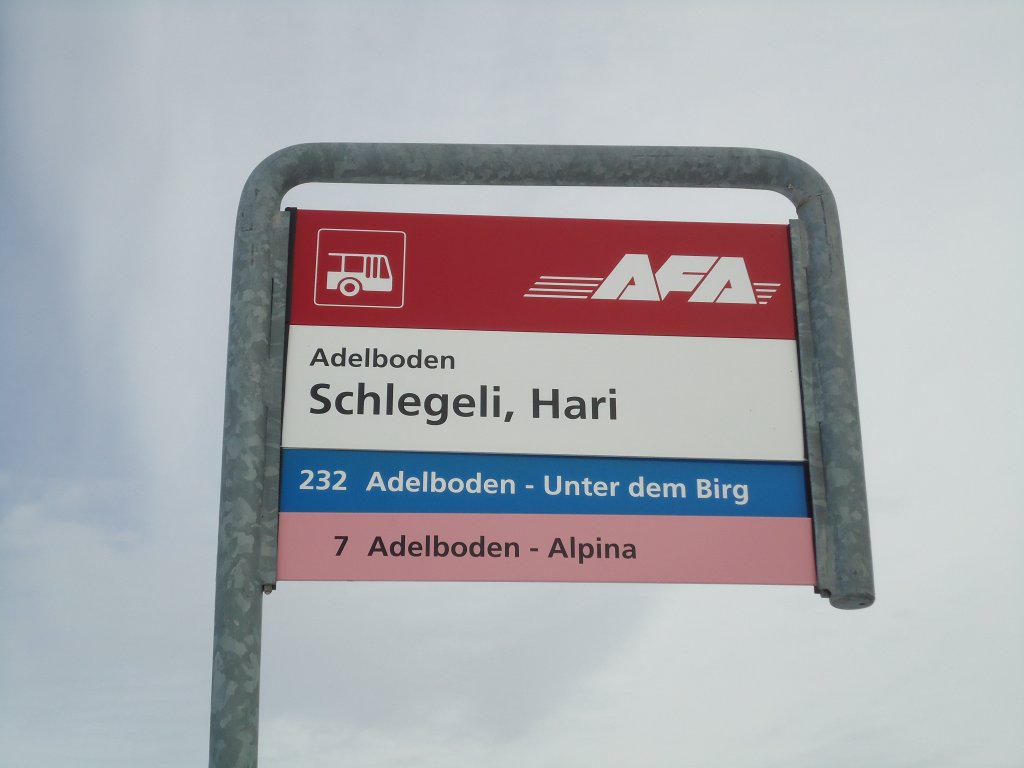 AFA
Adelboden
Schlegeli, Hari
232 Adelboden - Unter dem Birg
7 Adelboden - Alpina